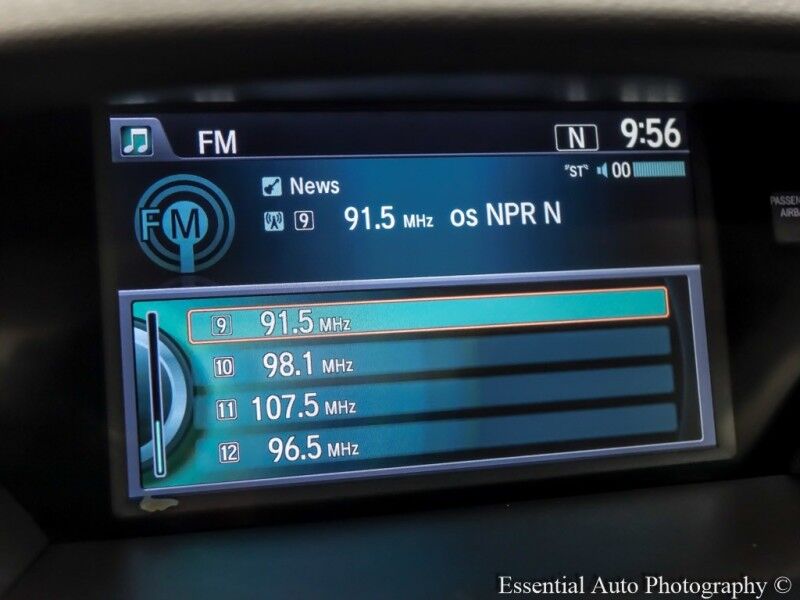 FM
N
9:56
"ST"
00
News
FM
9 91.5 MHz os NPR N
9 91.5 MHz
10 98.1 MHz
11 107.5 MHz
12 96.5 MHz
Essential Auto Photography ©